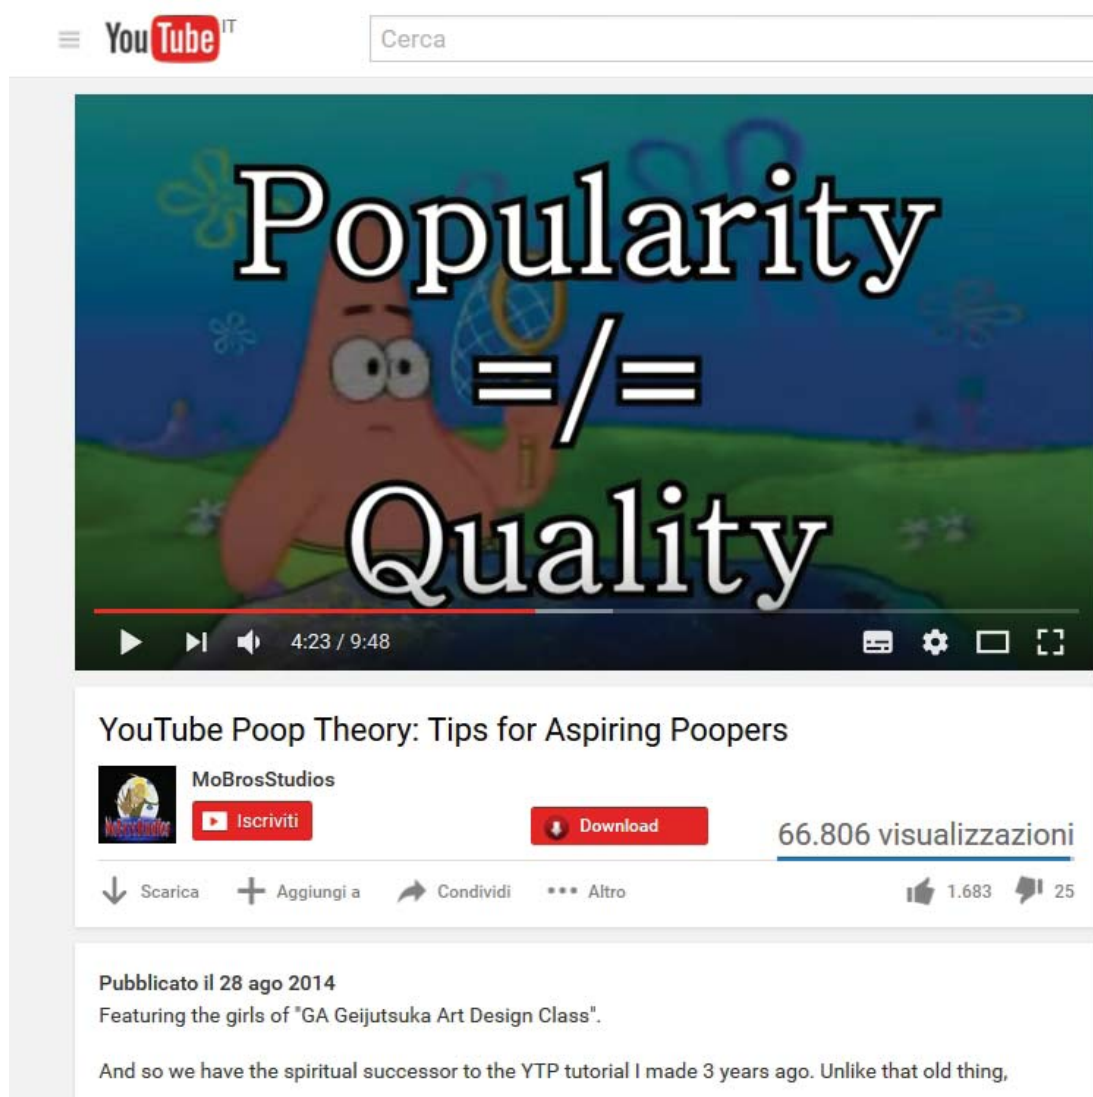 YouTube IT
Cerca
Popularity
=/=
Quality
4:23 / 9:48
YouTube Poop Theory: Tips for Aspiring Poopers
MoBrosStudios
Iscriviti
Download
66.806 visualizzazioni
Scarica
Aggiungi a
Condividi
Altro
1.683
25
Pubblicato il 28 ago 2014
Featuring the girls of "GA Geijutsuka Art Design Class".
And so we have the spiritual successor to the YTP tutorial I made 3 years ago. Unlike that old thing,